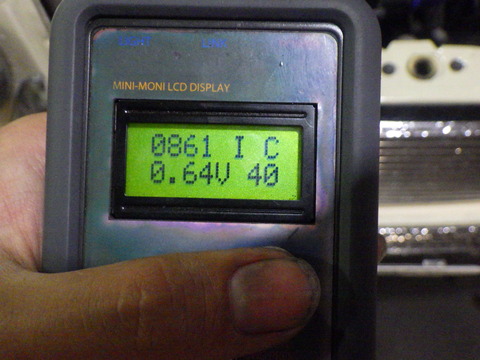 MINI-MONI LCD DISPLAY
0861 I C
0.64V 40